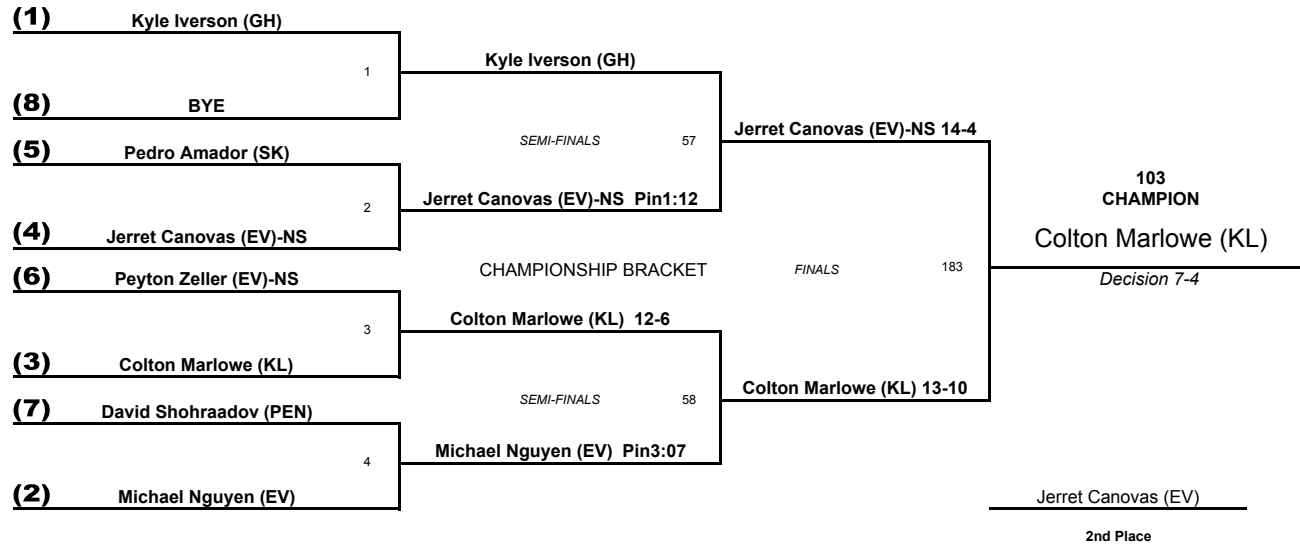 (1) Kyle Iverson (GH)
Kyle Iverson (GH)
1
(8) BYE
Jerret Canovas (EV)-NS 14-4
SEMI-FINALS 57
(5) Pedro Amador (SK)
103
CHAMPION
Jerret Canovas (EV)-NS Pin1:12
2
(4) Jerret Canovas (EV)-NS
Colton Marlowe (KL)
CHAMPIONSHIP BRACKET FINALS 183
Decision 7-4
(6) Peyton Zeller (EV)-NS
Colton Marlowe (KL) 12-6
3
(3) Colton Marlowe (KL)
Colton Marlowe (KL) 13-10
SEMI-FINALS 58
(7) David Shohraadov (PEN)
Michael Nguyen (EV) Pin3:07
4
(2) Michael Nguyen (EV)
Jerret Canovas (EV)
2nd Place